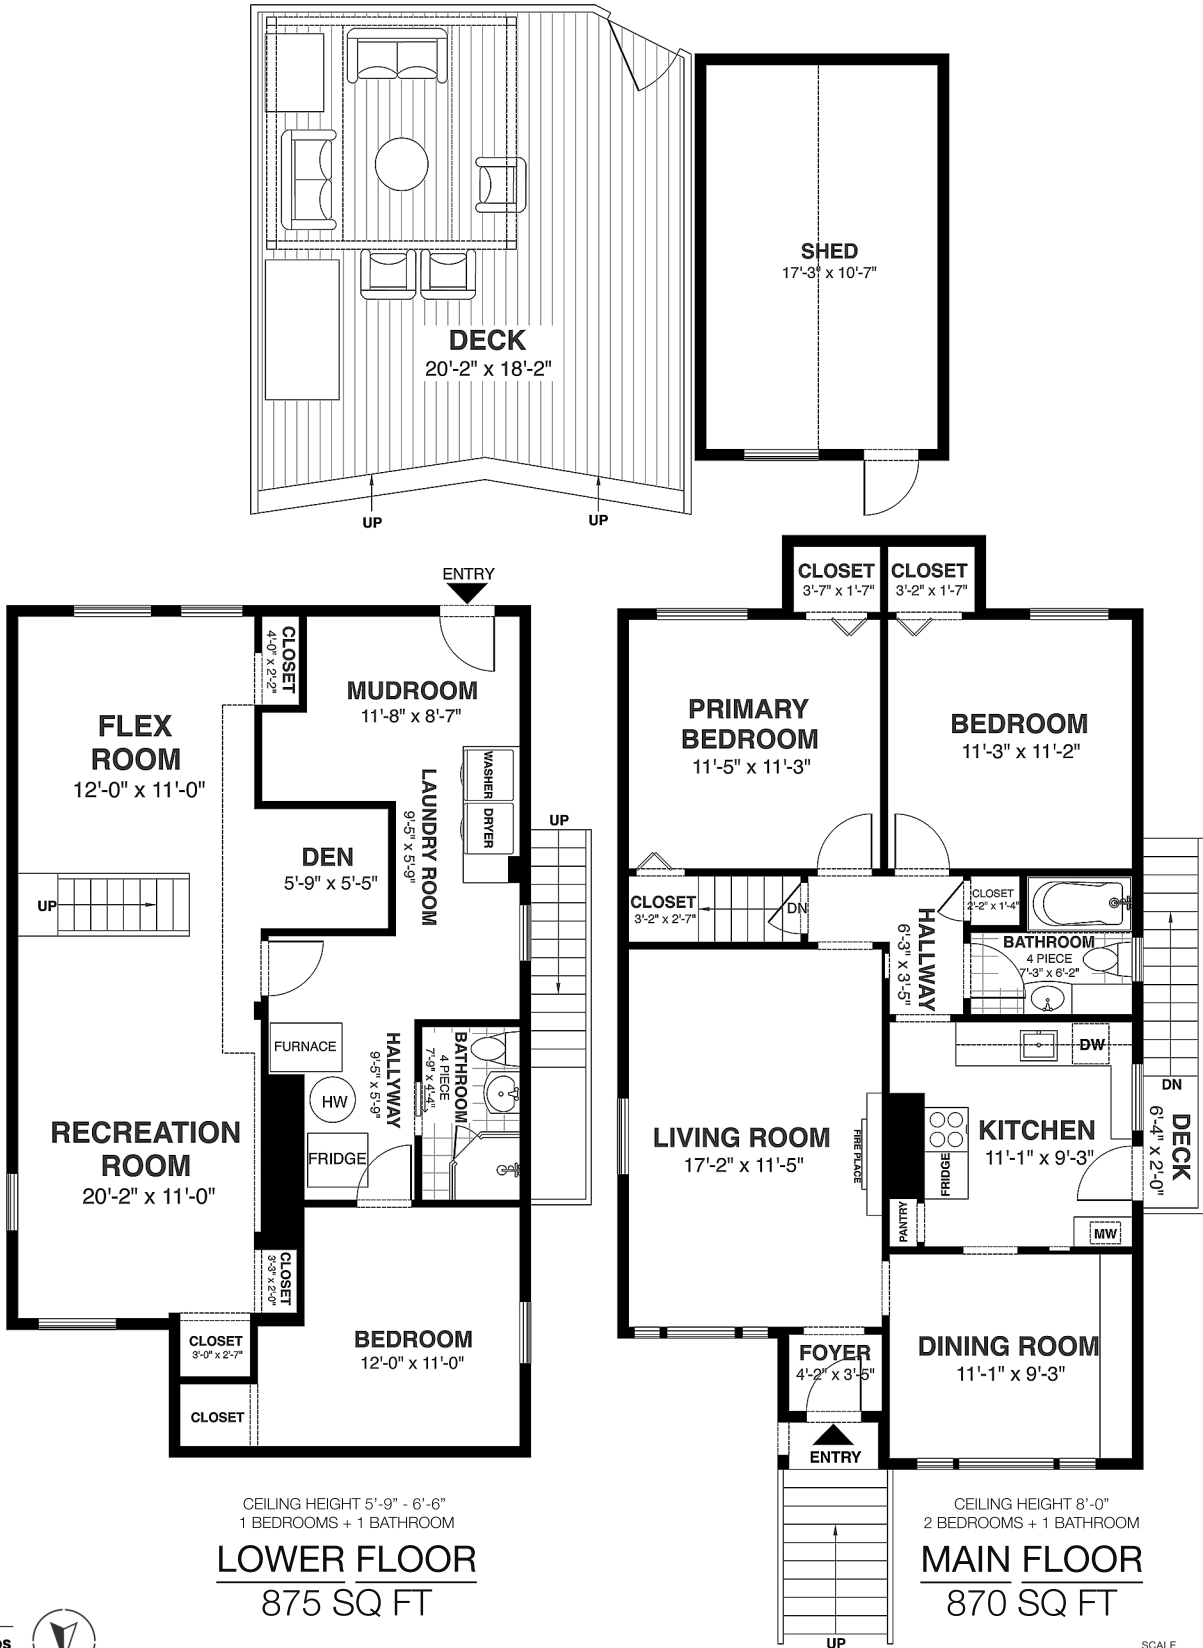 SHED
17'-3" x 10'-7"
DECK
20'-2" x 18'-2"
UP
UP
ENTRY
CLOSET
4'-0" x 2'-2"
MUDROOM
11'-8" x 8'-7"
FLEX
ROOM
12'-0" x 11'-0"
WASHER
DRYER
LAUNDRY ROOM
9'-5" x 5'-9"
DEN
5'-9" x 5'-5"
UP
UP
FURNACE
HW
FRIDGE
HALLYWAY
9'-5" x 5'-9"
BATHROOM
4 PIECE
7'-9" x 4'-4"
RECREATION
ROOM
20'-2" x 11'-0"
CLOSET
3'-3" x 2'-0"
CLOSET
3'-0" x 2'-7"
BEDROOM
12'-0" x 11'-0"
CLOSET
CEILING HEIGHT 5'-9" - 6'-6"
1 BEDROOMS + 1 BATHROOM
LOWER FLOOR
875 SQ FT
CLOSET
3'-7" x 1'-7"
CLOSET
3'-2" x 1'-7"
PRIMARY
BEDROOM
11'-5" x 11'-3"
BEDROOM
11'-3" x 11'-2"
CLOSET
3'-2" x 2'-7"
DN
CLOSET
2'-2" x 1'-4"
HALLWAY
6'-3" x 3'-5"
BATHROOM
4 PIECE
7'-3" x 6'-2"
DW
DN
DECK
6'-4" x 2'-0"
LIVING ROOM
17'-2" x 11'-5"
FIRE PLACE
KITCHEN
11'-1" x 9'-3"
FRIDGE
PANTRY
MW
FOYER
4'-2" x 3'-5"
DINING ROOM
11'-1" x 9'-3"
ENTRY
UP
CEILING HEIGHT 8'-0"
2 BEDROOMS + 1 BATHROOM
MAIN FLOOR
870 SQ FT
SCALE